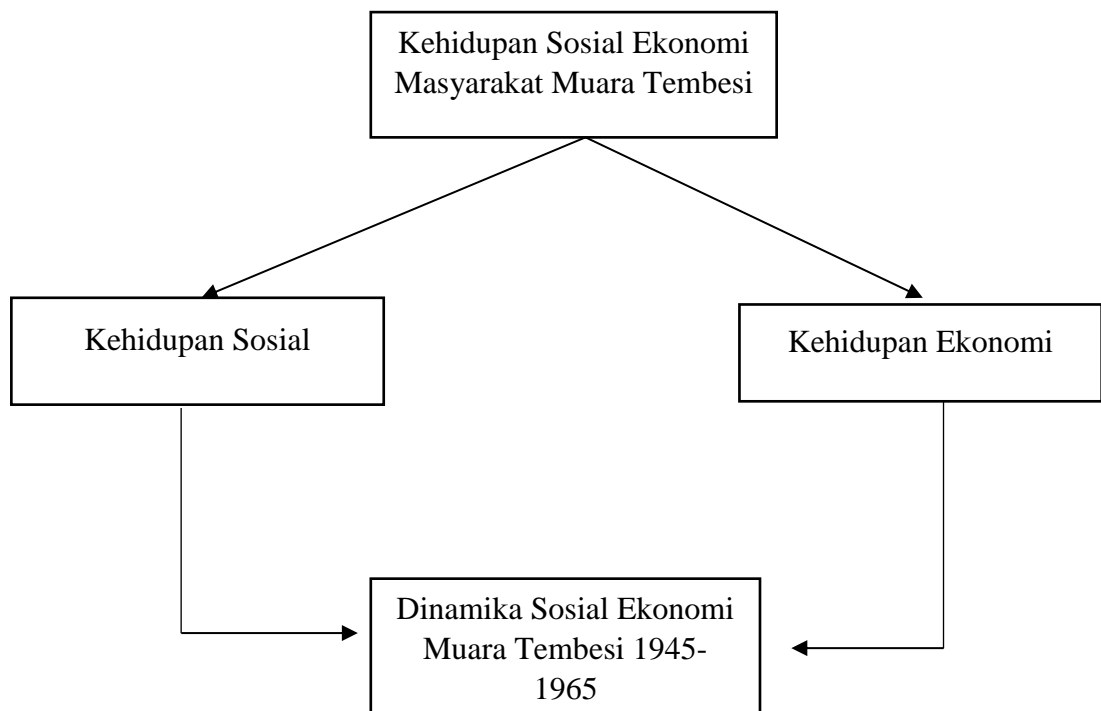 Kehidupan Sosial Ekonomi
Masyarakat Muara Tembesi
Kehidupan Sosial
Kehidupan Ekonomi
Dinamika Sosial Ekonomi
Muara Tembesi 1945-
1965